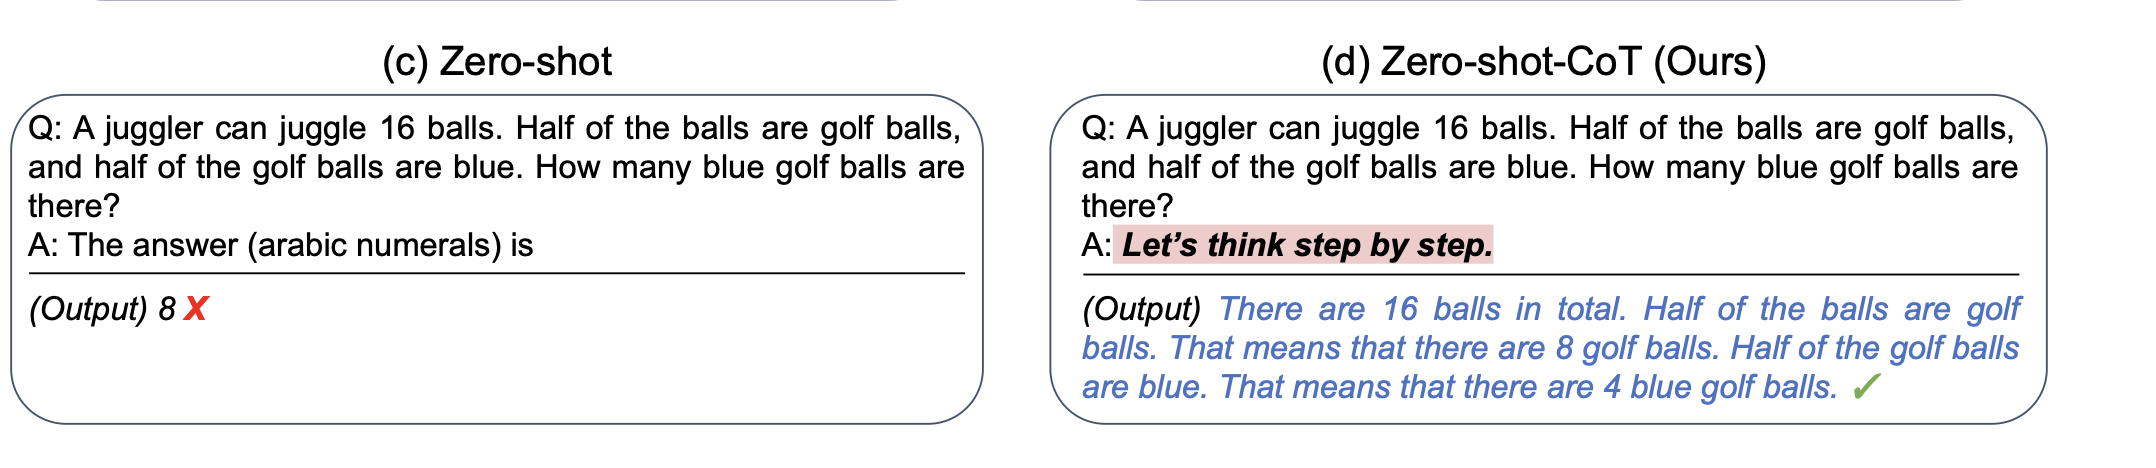 (c) Zero-shot
Q: A juggler can juggle 16 balls. Half of the balls are golf balls,
and half of the golf balls are blue. How many blue golf balls are
there?
A: The answer (arabic numerals) is
(Output) 8 X
(d) Zero-shot-CoT (Ours)
Q: A juggler can juggle 16 balls. Half of the balls are golf balls,
and half of the golf balls are blue. How many blue golf balls are
there?
A: Let’s think step by step.
(Output) There are 16 balls in total. Half of the balls are golf
balls. That means that there are 8 golf balls. Half of the golf balls
are blue. That means that there are 4 blue golf balls. ✓